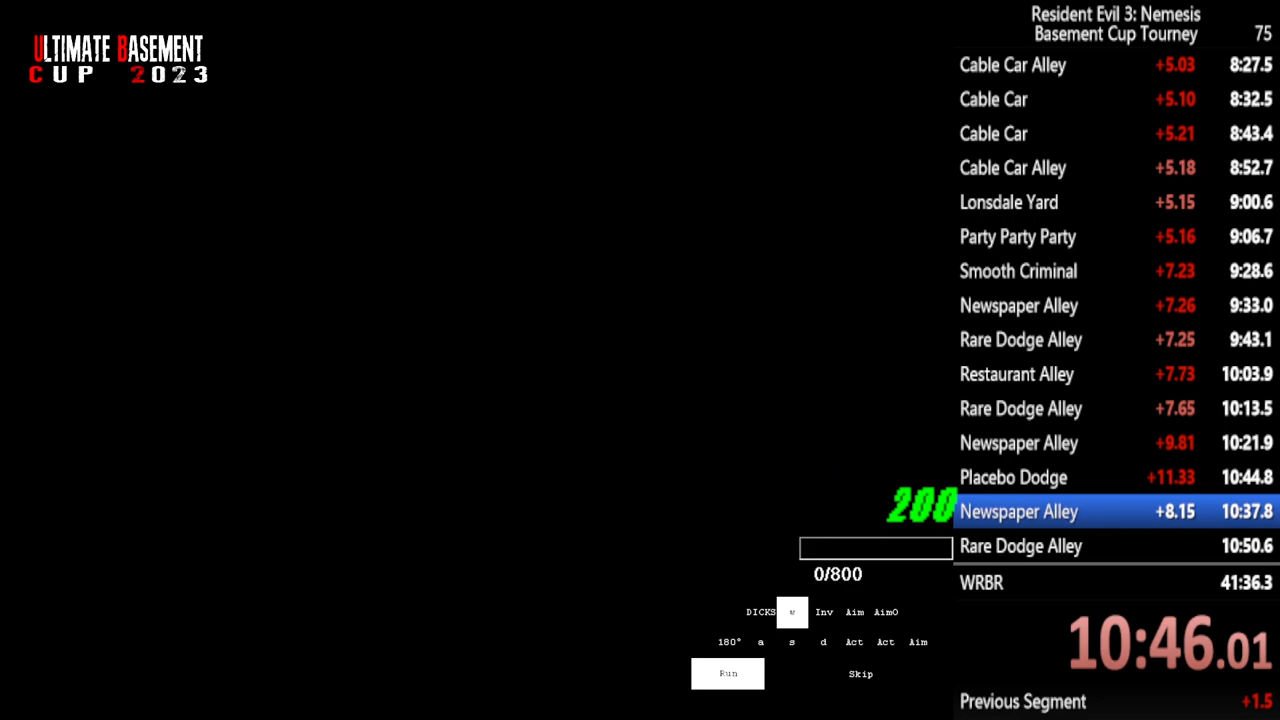 ULTIMATE BASEMENT
CUP 2023
Resident Evil 3: Nemesis
Basement Cup Tourney 75
Cable Car Alley +5.03 8:27.5
Cable Car +5.10 8:32.5
Cable Car +5.21 8:43.4
Cable Car Alley +5.18 8:52.7
Lonsdale Yard +5.15 9:00.6
Party Party Party +5.16 9:06.7
Smooth Criminal +7.23 9:28.6
Newspaper Alley +7.26 9:33.0
Rare Dodge Alley +7.25 9:43.1
Restaurant Alley +7.73 10:03.9
Rare Dodge Alley +7.65 10:13.5
Newspaper Alley +9.81 10:21.9
Placebo Dodge +11.33 10:44.8
Newspaper Alley +8.15 10:37.8
Rare Dodge Alley 10:50.6
WRBR 41:36.3
10:46.01
Previous Segment +1.5
200
0/800
DICKS w Inv Aim AimO
180° a s d Act Act Aim
Run Skip